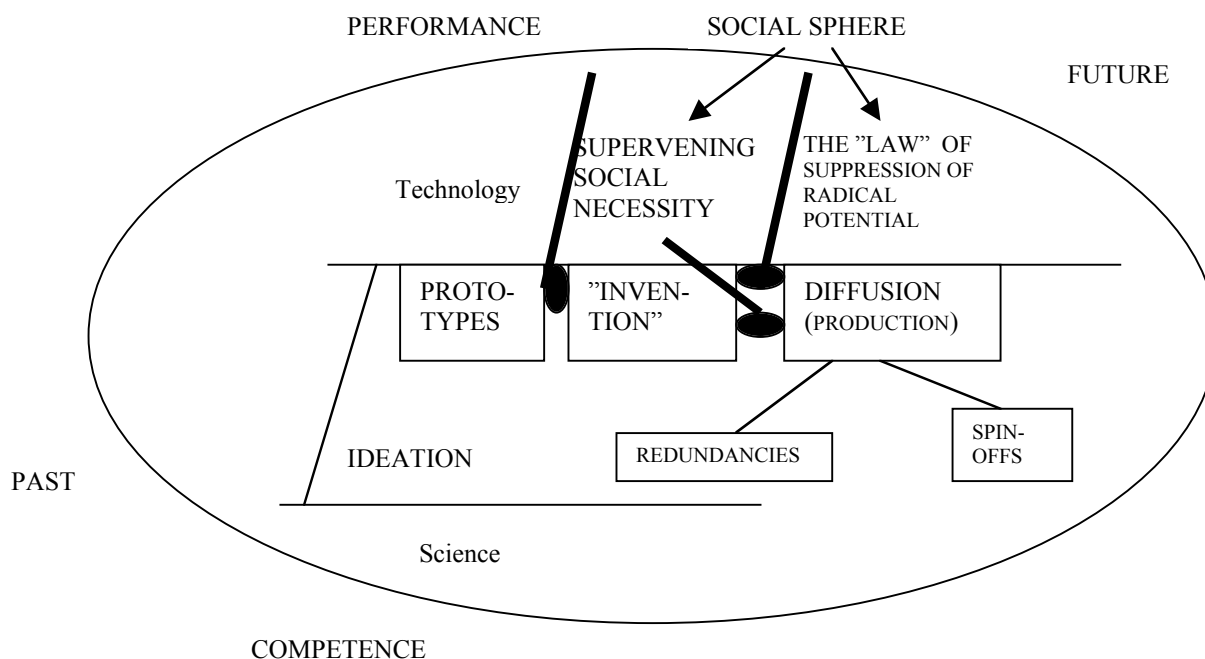 PERFORMANCE
SOCIAL SPHERE
FUTURE
SUPERVENING
SOCIAL
NECESSITY
THE ”LAW” OF
SUPPRESSION OF
RADICAL
POTENTIAL
Technology
PROTO-
TYPES
”INVEN-
TION”
DIFFUSION
(PRODUCTION)
IDEATION
REDUNDANCIES
SPIN-
OFFS
PAST
Science
COMPETENCE